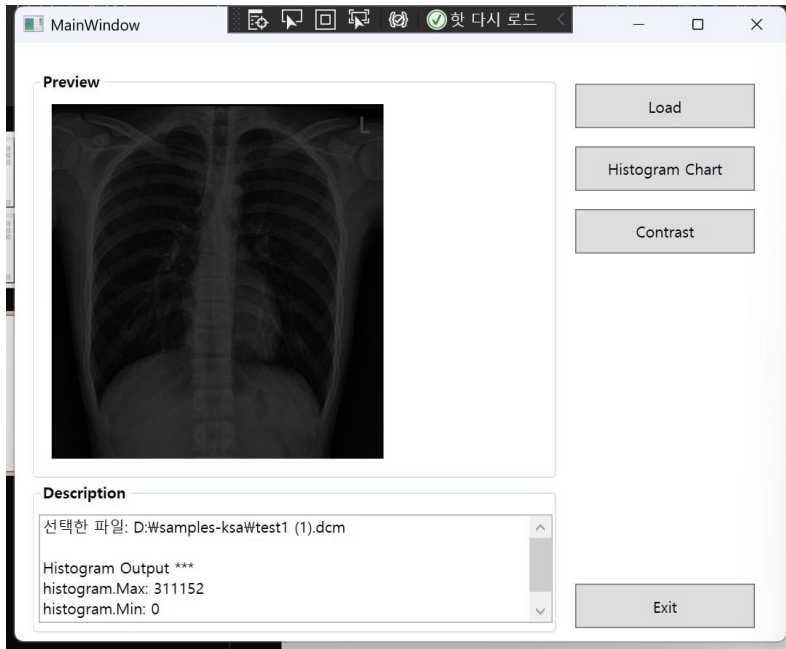 MainWindow
핫 다시 로드
Preview
L
Load
Histogram Chart
Contrast
Description
선택한 파일: D:₩samples-ksa₩test1 (1).dcm
Histogram Output ***
histogram.Max: 311152
histogram.Min: 0
Exit